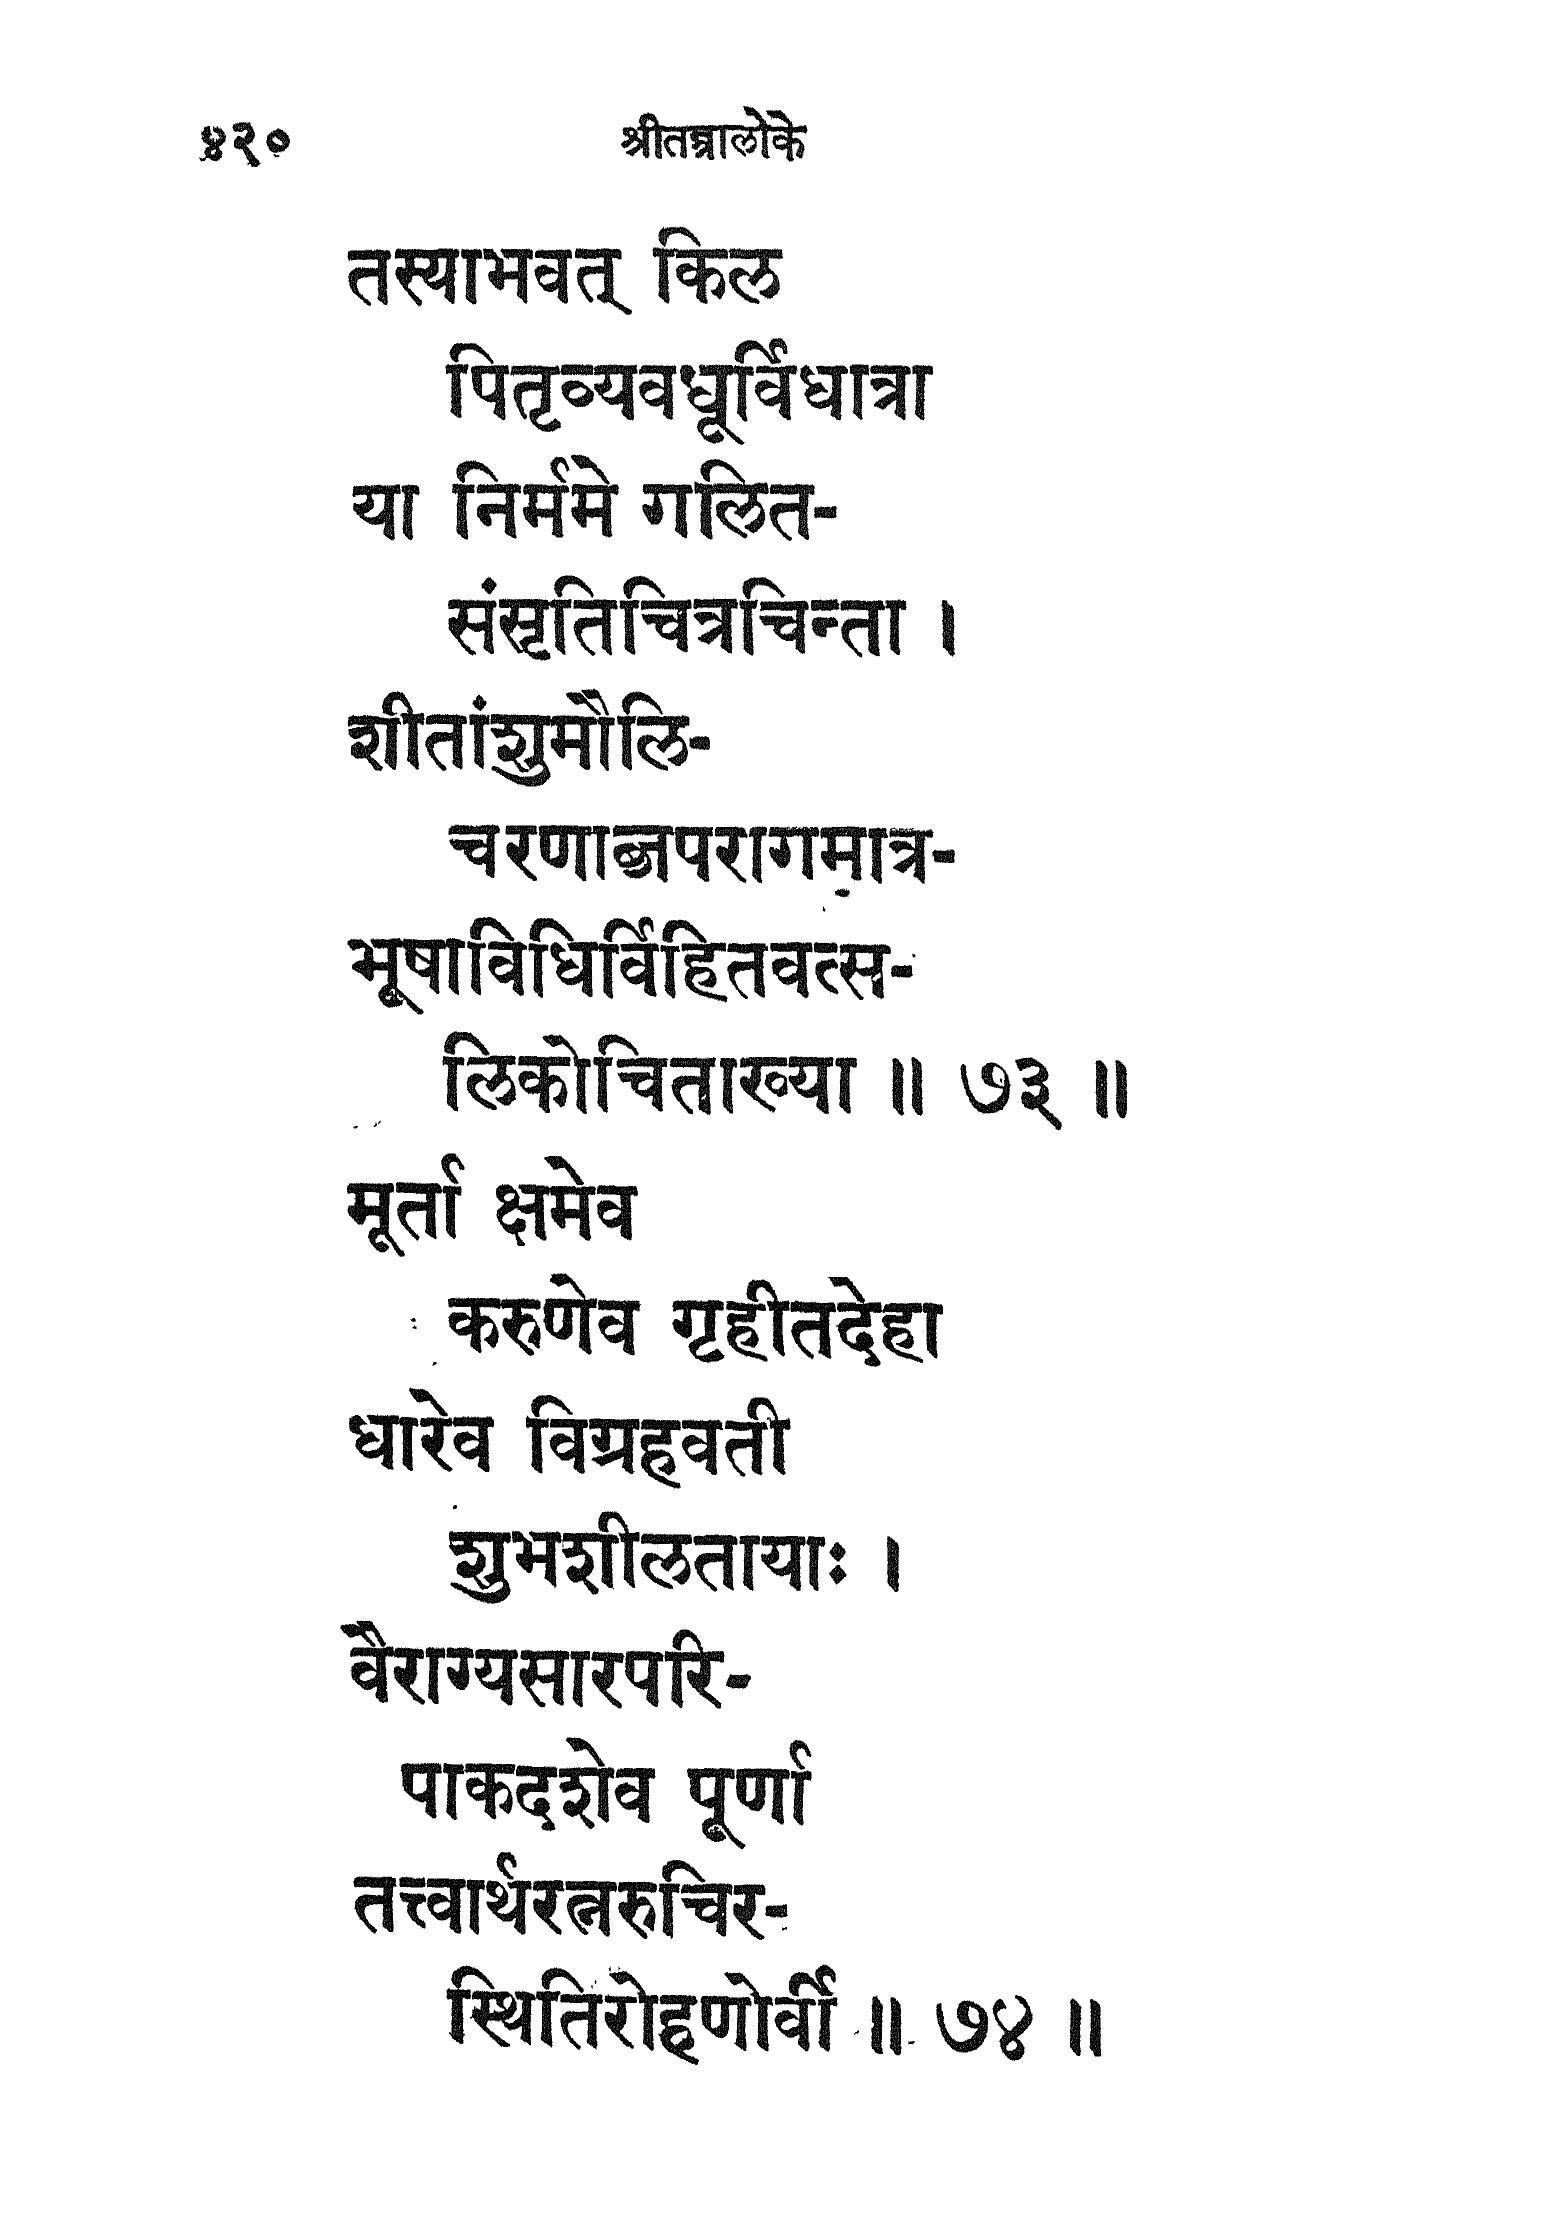 ४२०
श्रीतन्त्रालोके
तस्याभवत् किल
पितृव्यवधूर्विधात्रा
या निर्ममे गलित-
संसृतिचित्रचिन्ता ।
शीतांशुमौलि-
चरणाब्जपरागमात्र-
भूषाविधिर्विहितवत्स-
लिकोचिताख्या ॥ ७३ ॥
मूर्ता क्षमेव
करुणेव गृहीतदेहा
धारेव विग्रहवती
शुभशीलतायाः ।
वैराग्यसारपरि-
पाकदशेव पूर्णा
तत्त्वार्थरत्नरुचिर-
स्थितिरोहणोर्वी ॥ ७४ ॥